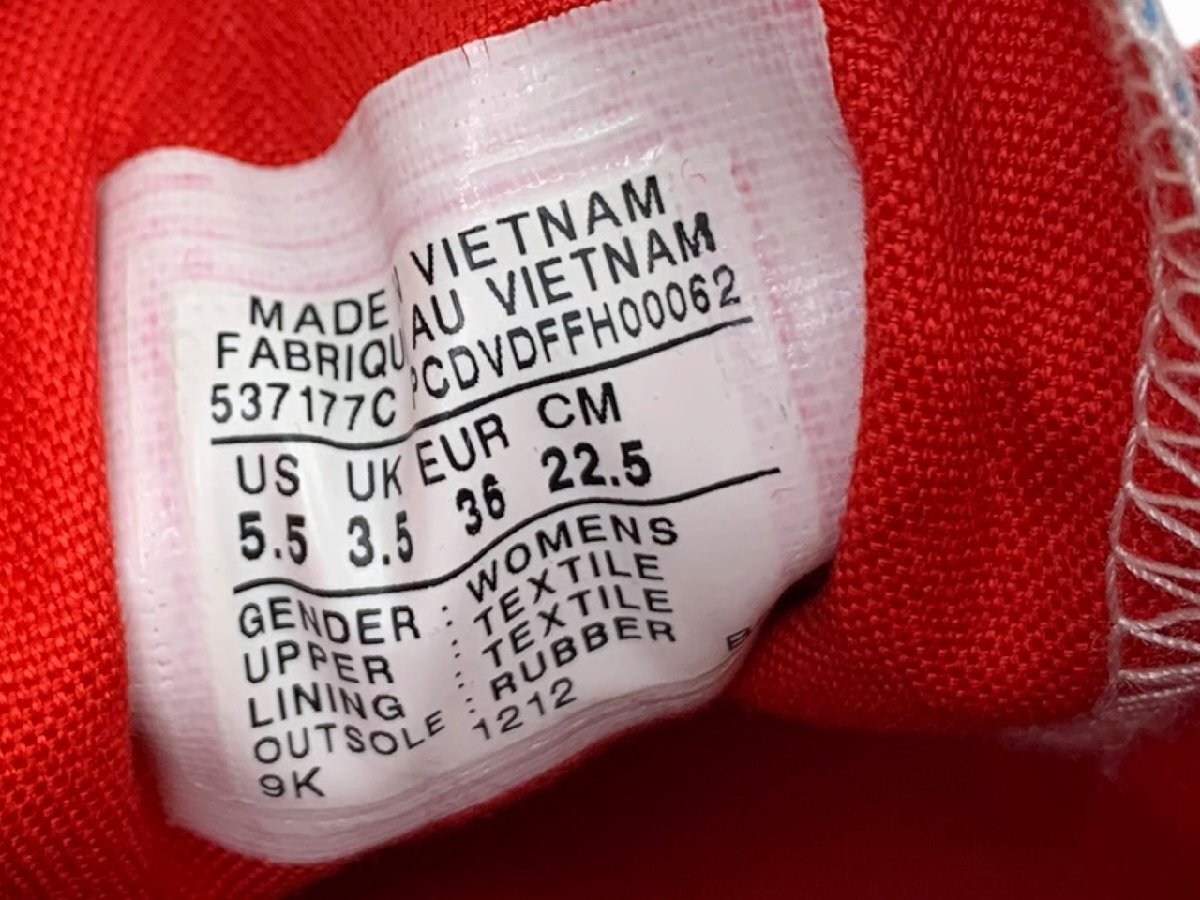 MADE VIETNAM
FABRIQU AU VIETNAM
537177C PCDVDFFH00062
US UK EUR CM
5.5 3.5 36 22.5
GENDER : WOMENS
UPPER : TEXTILE
LINING : TEXTILE
OUTSOLE : RUBBER
9K 1212